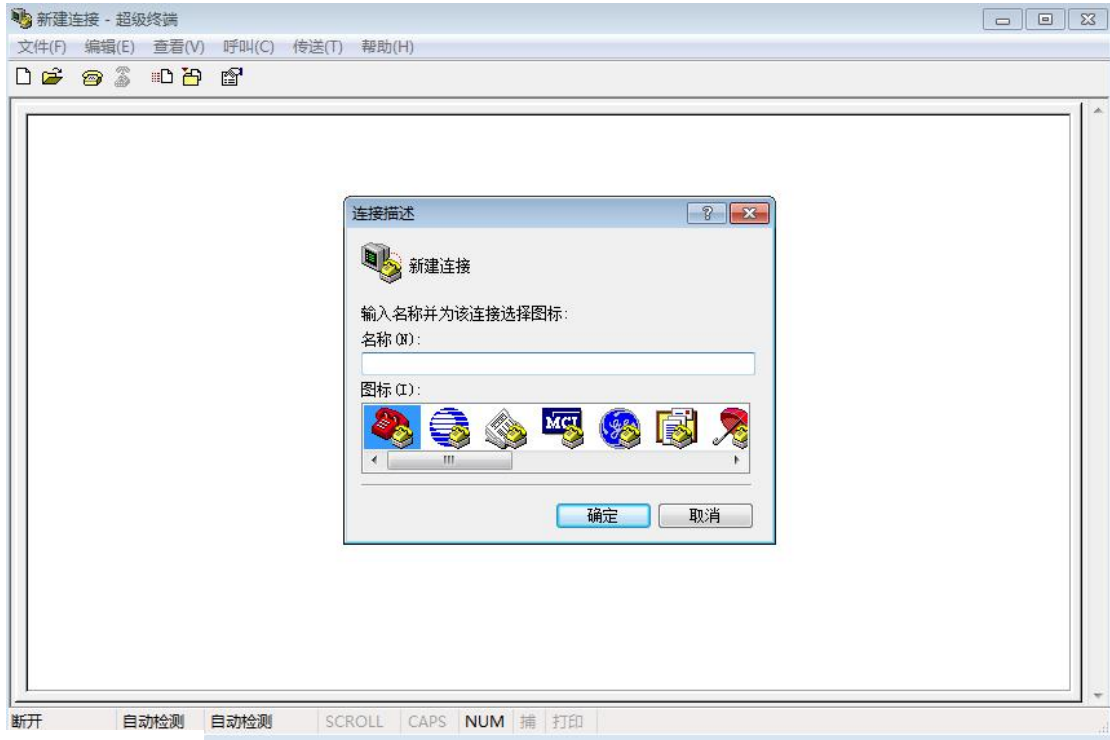 新建连接 - 超级终端
文件(F) 编辑(E) 查看(V) 呼叫(C) 传送(T) 帮助(H)
连接描述
新建连接
输入名称并为该连接选择图标:
名称(N):
图标(I):
MCI
确定 取消
断开 自动检测 自动检测 SCROLL CAPS NUM 捕 打印